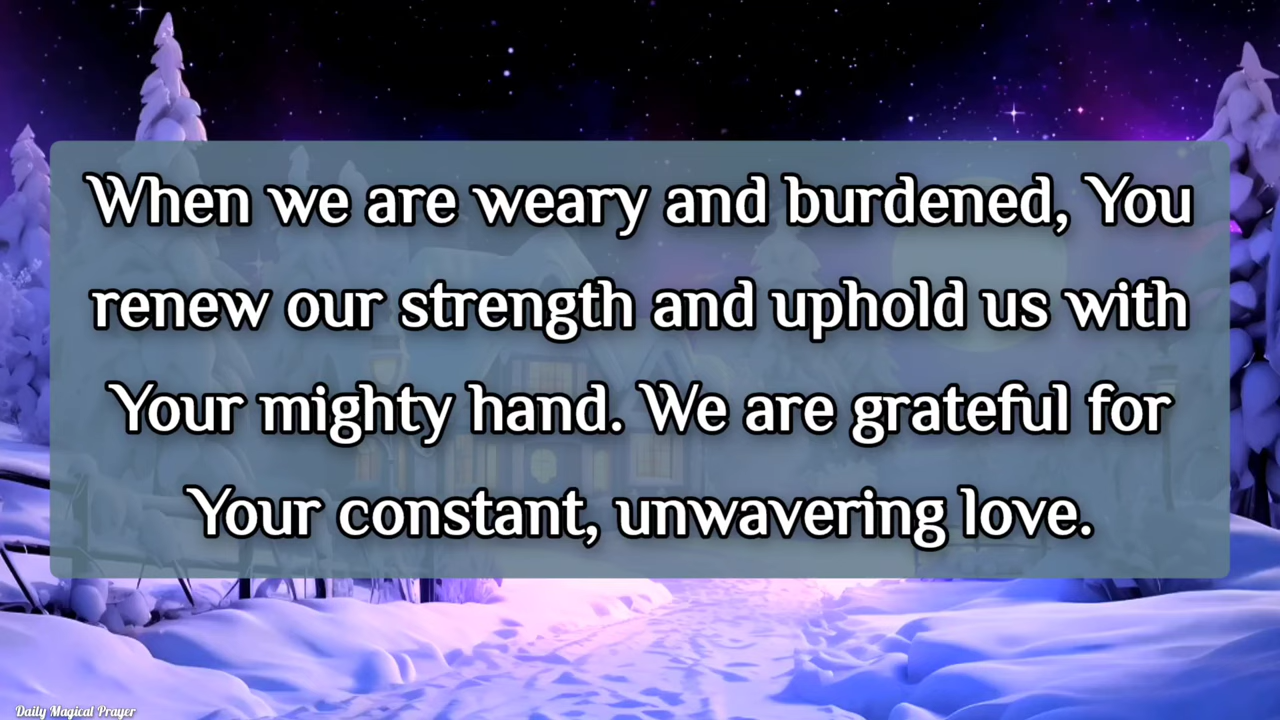 When we are weary and burdened, You
renew our strength and uphold us with
Your mighty hand. We are grateful for
Your constant, unwavering love.
Daily Magical Prayer